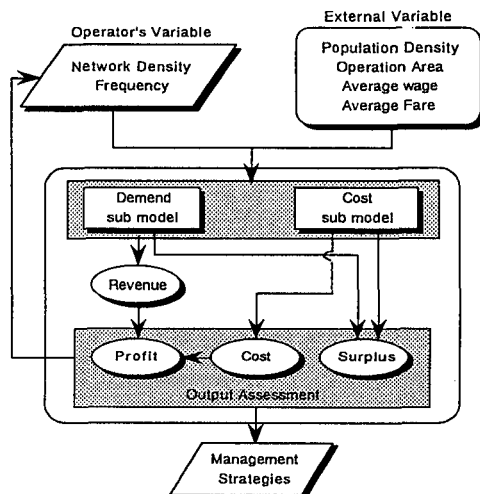 Operator's Variable
External Variable
Network Density
Frequency
Population Density
Operation Area
Average wage
Average Fare
Demend
sub model
Cost
sub model
Revenue
Profit
Cost
Surplus
Output Assessment
Management
Strategies